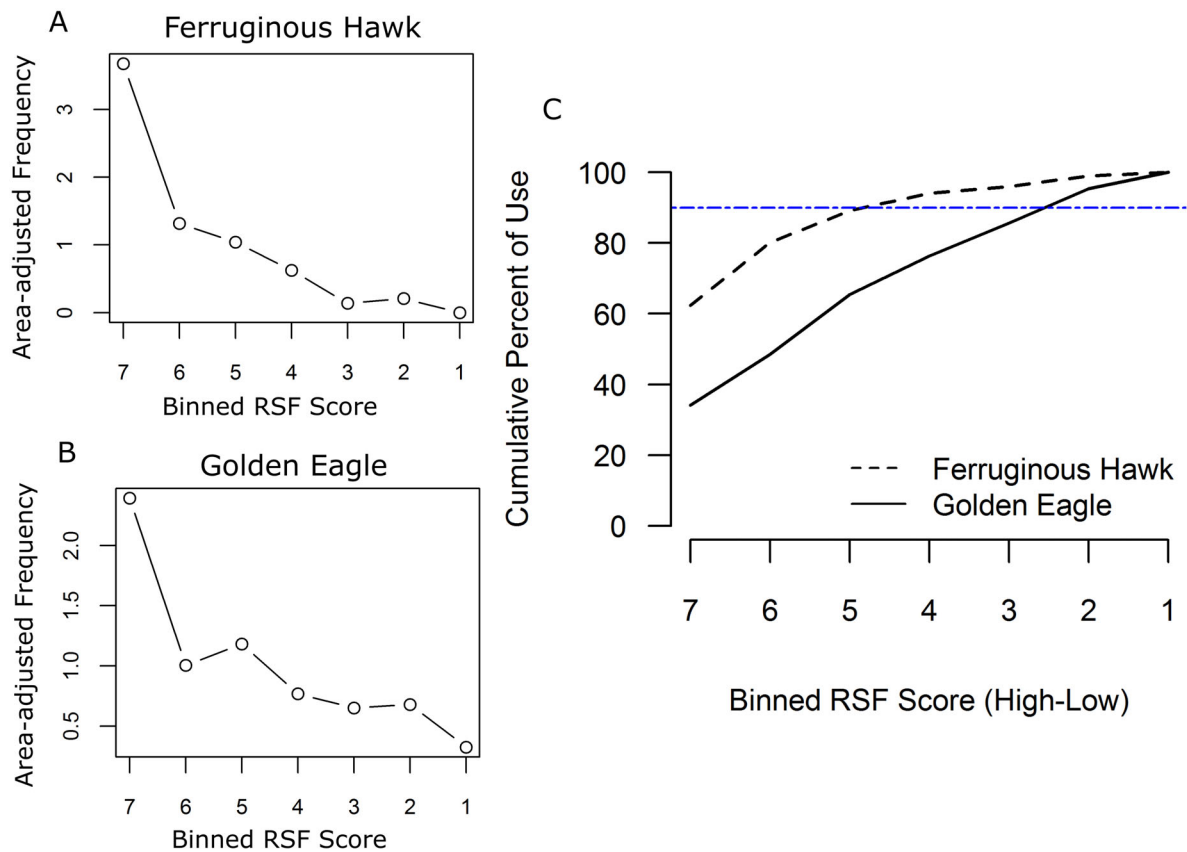 A
Ferruginous Hawk
Area-adjusted Frequency
3
2
1
0
7 6 5 4 3 2 1
Binned RSF Score
B
Golden Eagle
Area-adjusted Frequency
2.0
1.5
1.0
0.5
7 6 5 4 3 2 1
Binned RSF Score
C
Cumulative Percent of Use
100
80
60
40
20
0
Ferruginous Hawk
Golden Eagle
7 6 5 4 3 2 1
Binned RSF Score (High-Low)